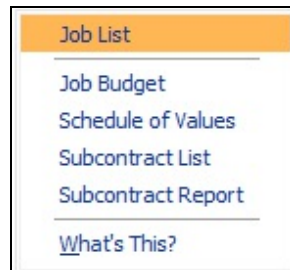 Job List
Job Budget
Schedule of Values
Subcontract List
Subcontract Report
What's This?